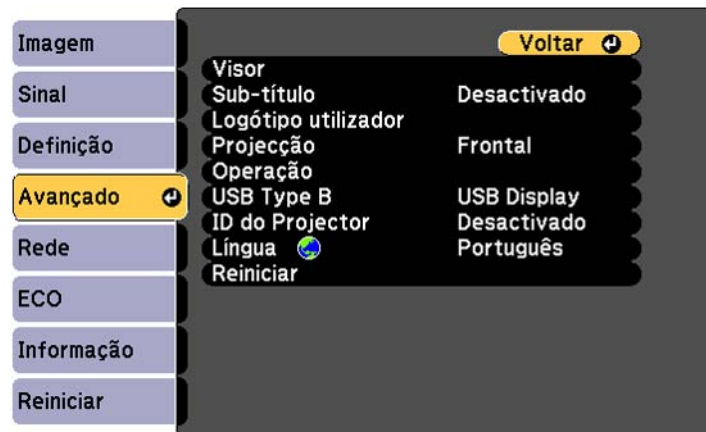 Imagem
Sinal
Definição
Avançado
Rede
ECO
Informação
Reiniciar
Voltar
Visor
Sub-título Desactivado
Logótipo utilizador
Projecção Frontal
Operação
USB Type B USB Display
ID do Projector Desactivado
Língua Português
Reiniciar